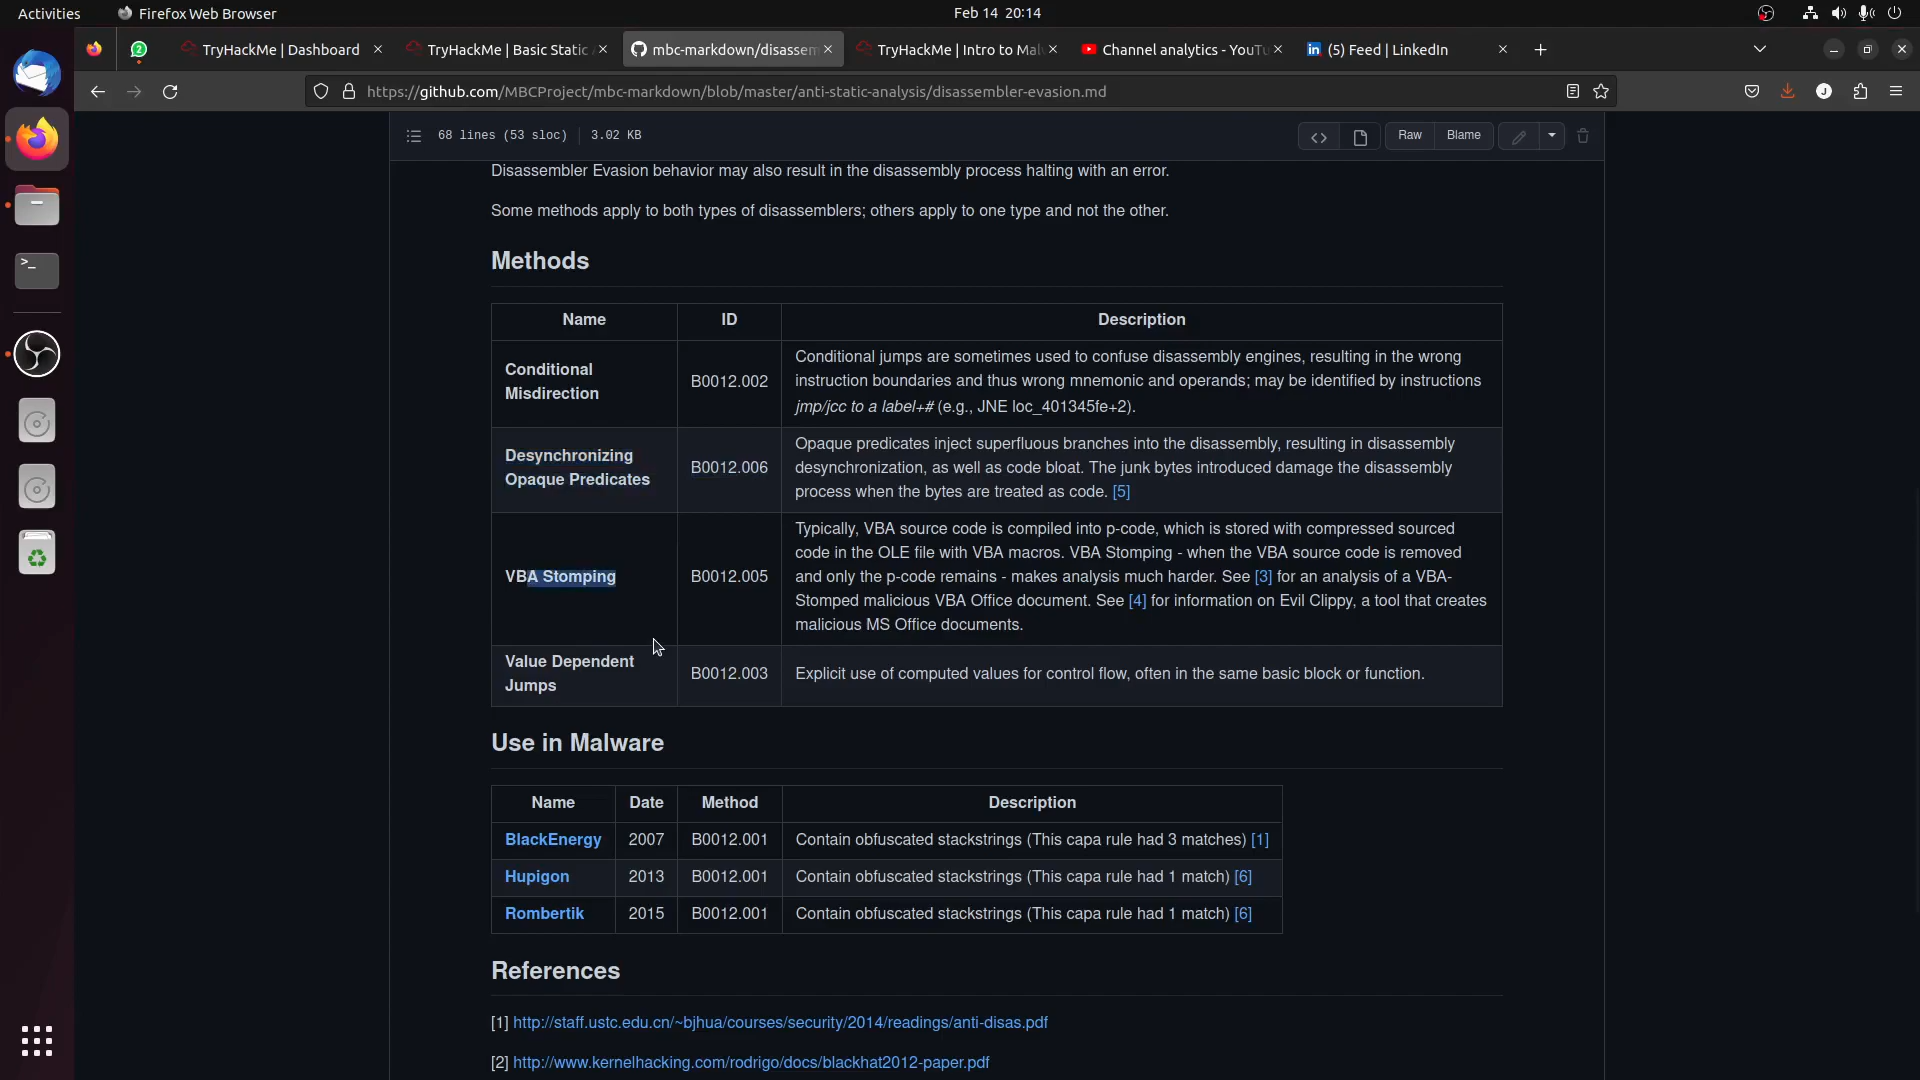 Activities
Firefox Web Browser
Feb 14 20:14
2
TryHackMe | Dashboard
TryHackMe | Basic Static
mbc-markdown/disassem
TryHackMe | Intro to Mal
Channel analytics - YouTu
in (5) Feed | LinkedIn
https://github.com/MBCProject/mbc-markdown/blob/master/anti-static-analysis/disassembler-evasion.md
J
68 lines (53 sloc)
3.02 KB
Raw
Blame
Disassembler Evasion behavior may also result in the disassembly process halting with an error.
Some methods apply to both types of disassemblers; others apply to one type and not the other.
Methods
Name
ID
Description
Conditional
Misdirection
B0012.002
Conditional jumps are sometimes used to confuse disassembly engines, resulting in the wrong
instruction boundaries and thus wrong mnemonic and operands; may be identified by instructions
jmp/jcc to a label+# (e.g., JNE loc_401345fe+2).
Desynchronizing
Opaque Predicates
B0012.006
Opaque predicates inject superfluous branches into the disassembly, resulting in disassembly
desynchronization, as well as code bloat. The junk bytes introduced damage the disassembly
process when the bytes are treated as code. [5]
VBA Stomping
B0012.005
Typically, VBA source code is compiled into p-code, which is stored with compressed sourced
code in the OLE file with VBA macros. VBA Stomping - when the VBA source code is removed
and only the p-code remains - makes analysis much harder. See [3] for an analysis of a VBA-
Stomped malicious VBA Office document. See [4] for information on Evil Clippy, a tool that creates
malicious MS Office documents.
Value Dependent
Jumps
B0012.003
Explicit use of computed values for control flow, often in the same basic block or function.
Use in Malware
Name
Date
Method
Description
BlackEnergy
2007
B0012.001
Contain obfuscated stackstrings (This capa rule had 3 matches) [1]
Hupigon
2013
B0012.001
Contain obfuscated stackstrings (This capa rule had 1 match) [6]
Rombertik
2015
B0012.001
Contain obfuscated stackstrings (This capa rule had 1 match) [6]
References
[1] http://staff.ustc.edu.cn/~bjhua/courses/security/2014/readings/anti-disas.pdf
[2] http://www.kernelhacking.com/rodrigo/docs/blackhat2012-paper.pdf